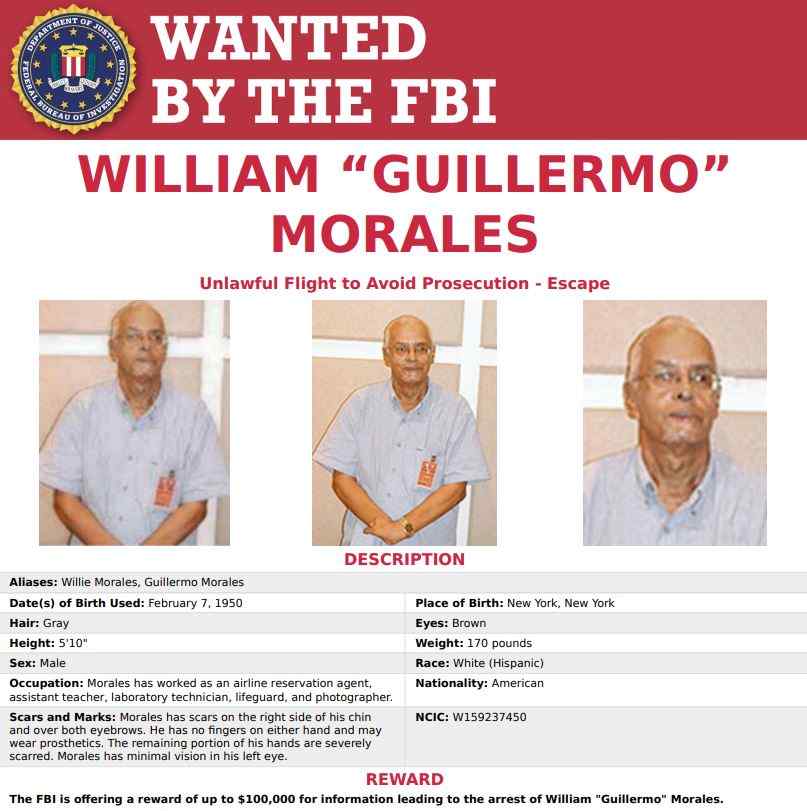 DEPARTMENT OF JUSTICE
FEDERAL BUREAU OF INVESTIGATION
WANTED
BY THE FBI
WILLIAM “GUILLERMO”
MORALES
Unlawful Flight to Avoid Prosecution - Escape
DESCRIPTION
Aliases: Willie Morales, Guillermo Morales
Date(s) of Birth Used: February 7, 1950
Place of Birth: New York, New York
Hair: Gray
Eyes: Brown
Height: 5'10"
Weight: 170 pounds
Sex: Male
Race: White (Hispanic)
Occupation: Morales has worked as an airline reservation agent,
assistant teacher, laboratory technician, lifeguard, and photographer.
Nationality: American
Scars and Marks: Morales has scars on the right side of his chin
and over both eyebrows. He has no fingers on either hand and may
wear prosthetics. The remaining portion of his hands are severely
scarred. Morales has minimal vision in his left eye.
NCIC: W159237450
REWARD
The FBI is offering a reward of up to $100,000 for information leading to the arrest of William "Guillermo" Morales.